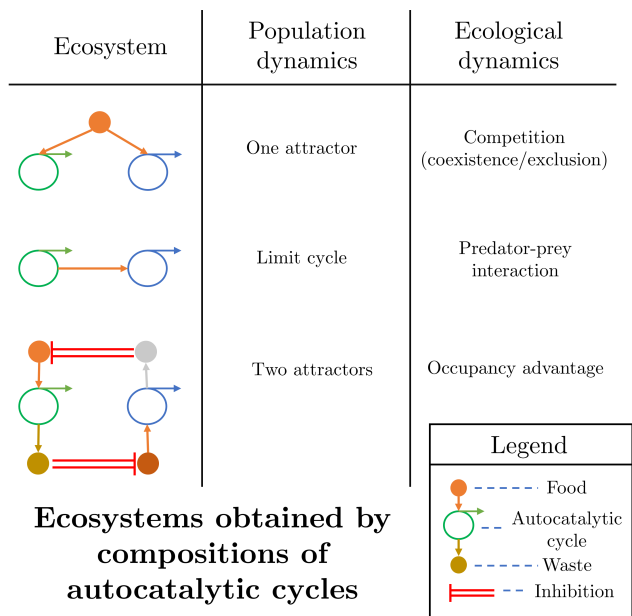 Ecosystem
Population
dynamics
Ecological
dynamics
One attractor
Competition
(coexistence/exclusion)
Limit cycle
Predator-prey
interaction
Two attractors
Occupancy advantage
Legend
Food
Autocatalytic
cycle
Waste
Inhibition
Ecosystems obtained by
compositions of
autocatalytic cycles